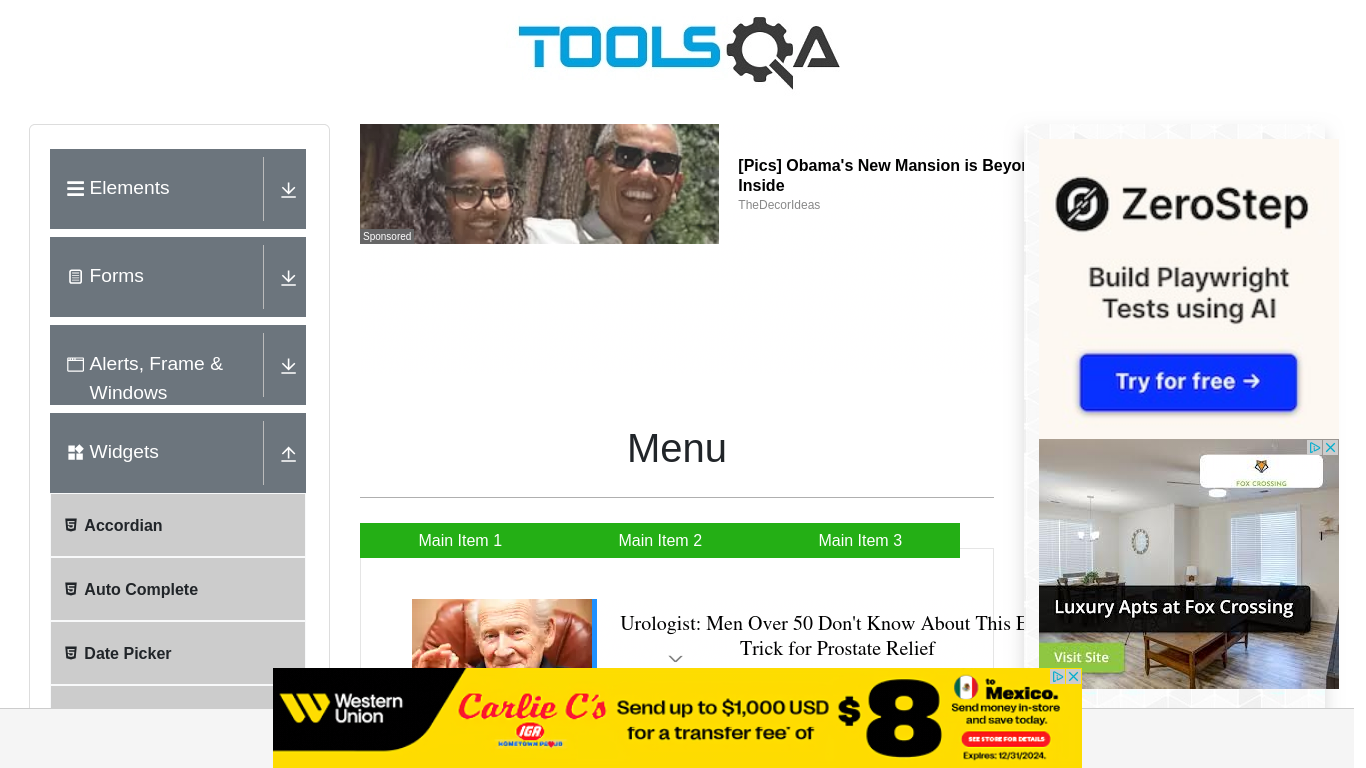 TOOLSQA
Elements
Forms
Alerts, Frame &
Windows
Widgets
Accordian
Auto Complete
Date Picker
Sponsored
[Pics] Obama's New Mansion is Beyon
Inside
TheDecorIdeas
Menu
Main Item 1
Main Item 2
Main Item 3
Urologist: Men Over 50 Don't Know About This E
Trick for Prostate Relief
ZeroStep
Build Playwright
Tests using AI
Try for free →
FOX CROSSING
Luxury Apts at Fox Crossing
Visit Site
Western
Union
Carlie C's
IGA
HOMETOWN PROUD
Send up to $1,000 USD
for a transfer fee* of
$8
to
Mexico.
Send money in-store
and save today.
SEE STORE FOR DETAILS
Expires: 12/31/2024.